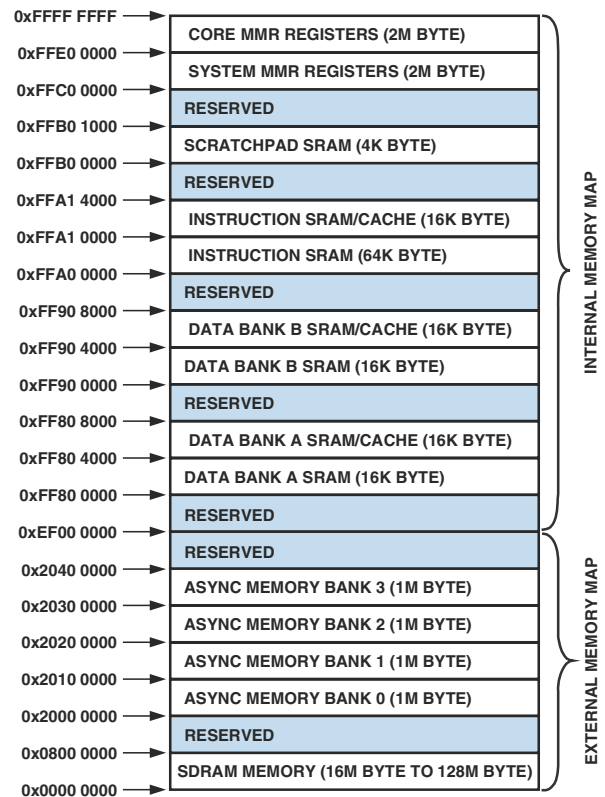 0xFFFF FFFF
CORE MMR REGISTERS (2M BYTE)
0xFFE0 0000
SYSTEM MMR REGISTERS (2M BYTE)
0xFFC0 0000
RESERVED
0xFFB0 1000
SCRATCHPAD SRAM (4K BYTE)
0xFFB0 0000
RESERVED
0xFFA1 4000
INSTRUCTION SRAM/CACHE (16K BYTE)
0xFFA1 0000
INSTRUCTION SRAM (64K BYTE)
0xFFA0 0000
RESERVED
0xFF90 8000
DATA BANK B SRAM/CACHE (16K BYTE)
0xFF90 4000
DATA BANK B SRAM (16K BYTE)
0xFF90 0000
RESERVED
0xFF80 8000
DATA BANK A SRAM/CACHE (16K BYTE)
0xFF80 4000
DATA BANK A SRAM (16K BYTE)
0xFF80 0000
RESERVED
0xEF00 0000
RESERVED
0x2040 0000
ASYNC MEMORY BANK 3 (1M BYTE)
0x2030 0000
ASYNC MEMORY BANK 2 (1M BYTE)
0x2020 0000
ASYNC MEMORY BANK 1 (1M BYTE)
0x2010 0000
ASYNC MEMORY BANK 0 (1M BYTE)
0x2000 0000
RESERVED
0x0800 0000
SDRAM MEMORY (16M BYTE TO 128M BYTE)
0x0000 0000
INTERNAL MEMORY MAP
EXTERNAL MEMORY MAP